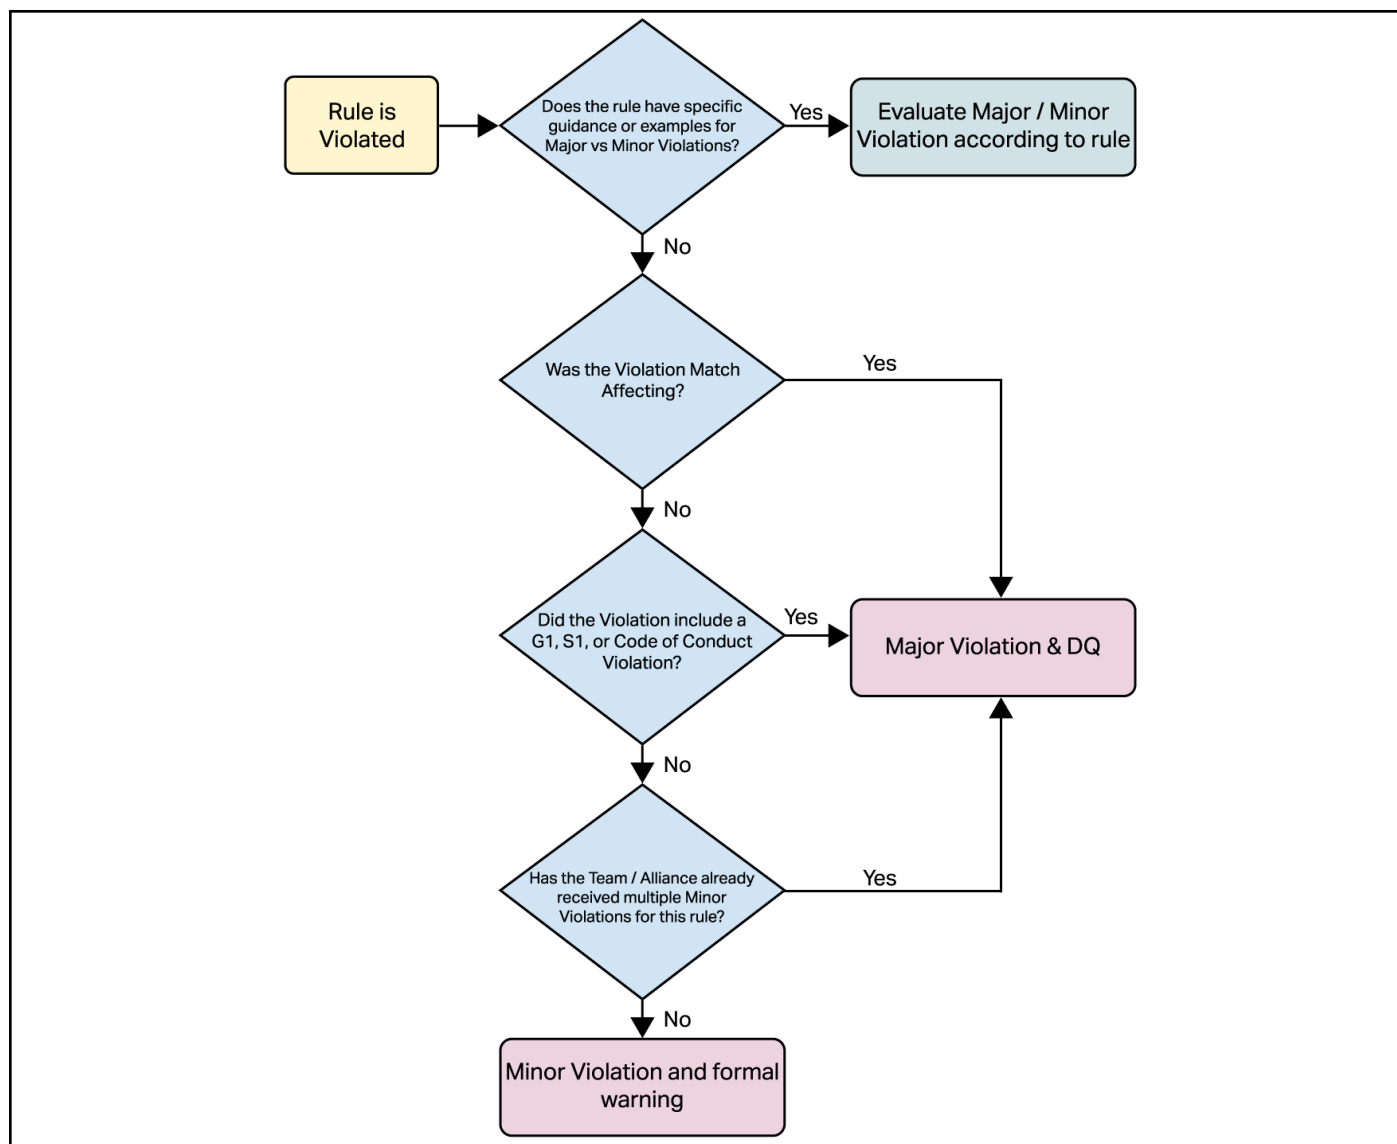 Rule is
Violated
Does the rule have specific
guidance or examples for
Major vs Minor Violations?
Yes
Evaluate Major / Minor
Violation according to rule
No
Was the Violation Match
Affecting?
Yes
No
Did the Violation include a
G1, S1, or Code of Conduct
Violation?
Yes
Major Violation & DQ
No
Has the Team / Alliance already
received multiple Minor
Violations for this rule?
Yes
No
Minor Violation and formal
warning